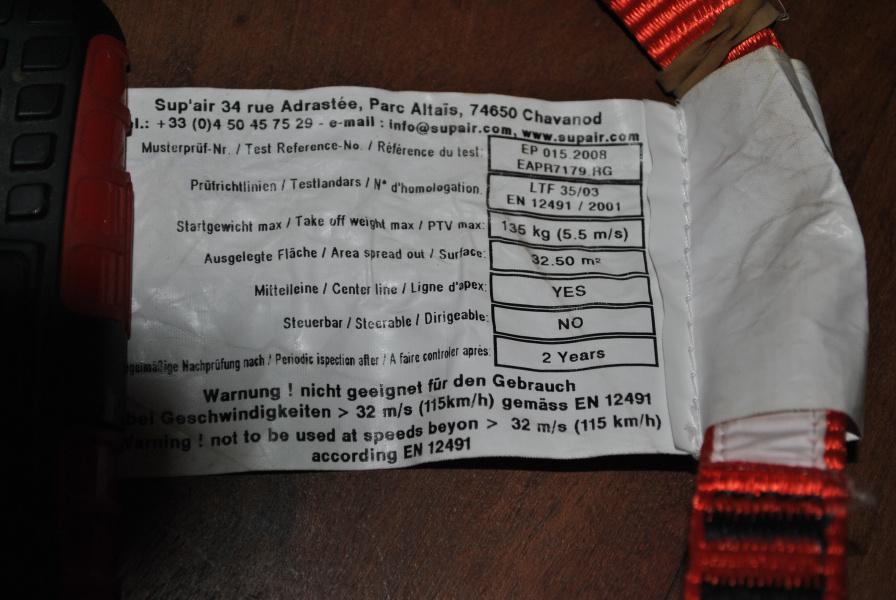 Sup'air 34 rue Adrastée, Parc Altaïs, 74650 Chavanod
el.: +33 (0)4 50 45 75 29 - e-mail : info@supair.com, www.supair.com
Musterprüf-Nr. / Test Reference-No. / Référence du test: EP 015.2008
EAPR7179.RG
Prüfrichtlinien / Testlandars / N° d'homologation. LTF 35/03
EN 12491 / 2001
Startgewicht max / Take off weight max / PTV max: 135 kg (5.5 m/s)
Ausgelegte Fläche / Area spread out / Surface: 32.50 m²
Mittelleine / Center line / Ligne d'apex: YES
Steuerbar / Steerable / Dirigeable: NO
geimäßige Nachprüfung nach / Periodic ispection after / A faire controler après: 2 Years
Warnung ! nicht geeignet für den Gebrauch
bei Geschwindigkeiten > 32 m/s (115km/h) gemäss EN 12491
Warning ! not to be used at speeds beyon > 32 m/s (115 km/h)
according EN 12491